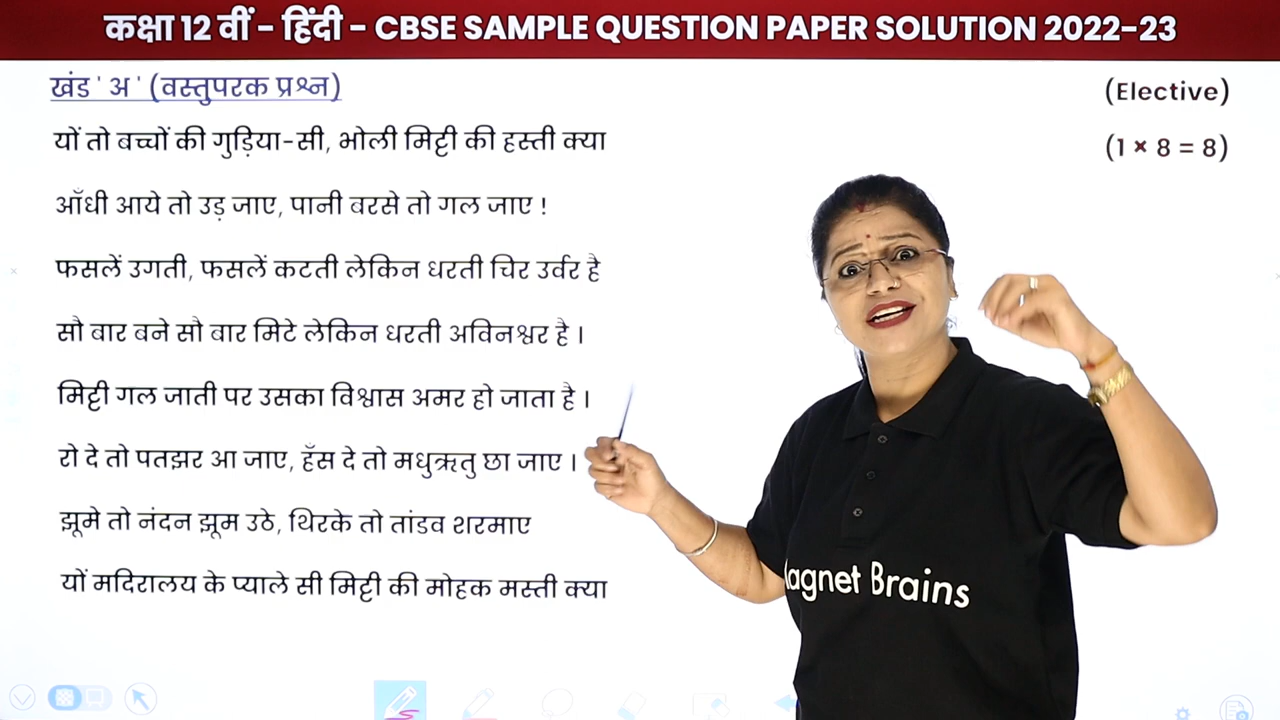 कक्षा 12 वीं - हिंदी - CBSE SAMPLE QUESTION PAPER SOLUTION 2022-23
खंड ' अ ' (वस्तुपरक प्रश्न)
(Elective)
यों तो बच्चों की गुड़िया-सी, भोली मिट्टी की हस्ती क्या
(1 × 8 = 8)
आँधी आये तो उड़ जाए, पानी बरसे तो गल जाए !
फसलें उगती, फसलें कटती लेकिन धरती चिर उर्वर है
सौ बार बने सौ बार मिटे लेकिन धरती अविनश्वर है ।
मिट्टी गल जाती पर उसका विश्वास अमर हो जाता है ।
रो दे तो पतझर आ जाए, हँस दे तो मधुऋतु छा जाए ।
झूमे तो नंदन झूम उठे, थिरके तो तांडव शरमाए
यों मदिरालय के प्याले सी मिट्टी की मोहक मस्ती क्या
agnet Brains